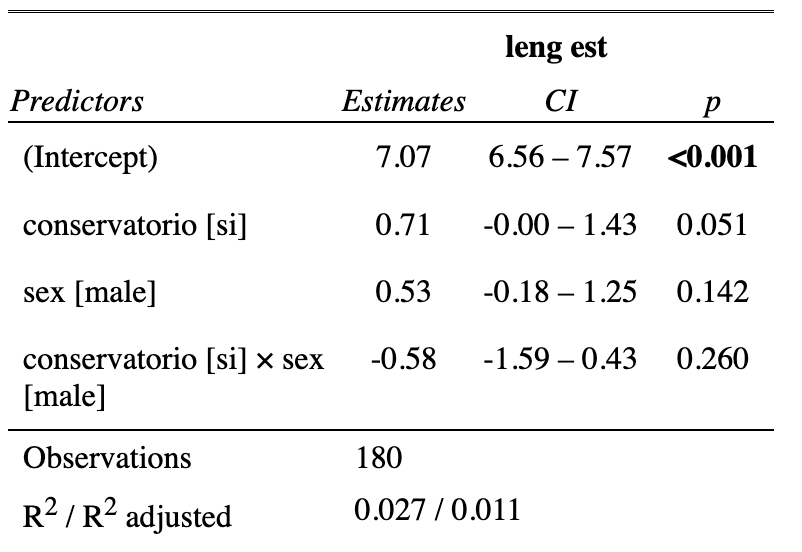 leng est
Predictors Estimates CI p
(Intercept) 7.07 6.56 – 7.57 <0.001
conservatorio [si] 0.71 -0.00 – 1.43 0.051
sex [male] 0.53 -0.18 – 1.25 0.142
conservatorio [si] × sex -0.58 -1.59 – 0.43 0.260
[male]
Observations 180
R² / R² adjusted 0.027 / 0.011